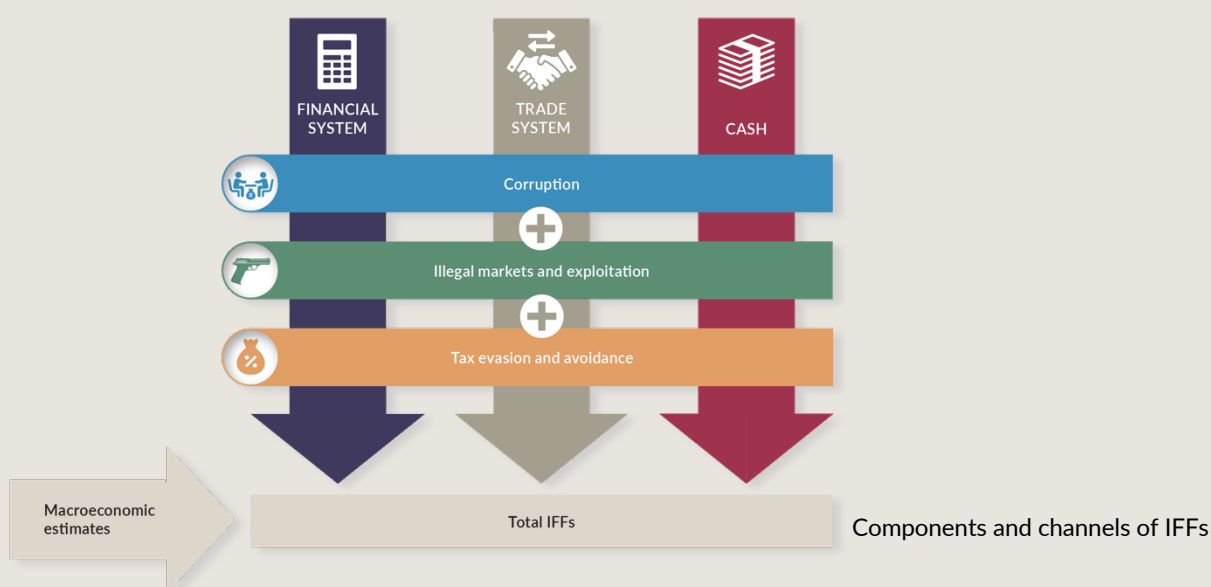 FINANCIAL
SYSTEM
TRADE
SYSTEM
CASH
Corruption
Illegal markets and exploitation
Tax evasion and avoidance
Macroeconomic
estimates
Total IFFs
Components and channels of IFFs